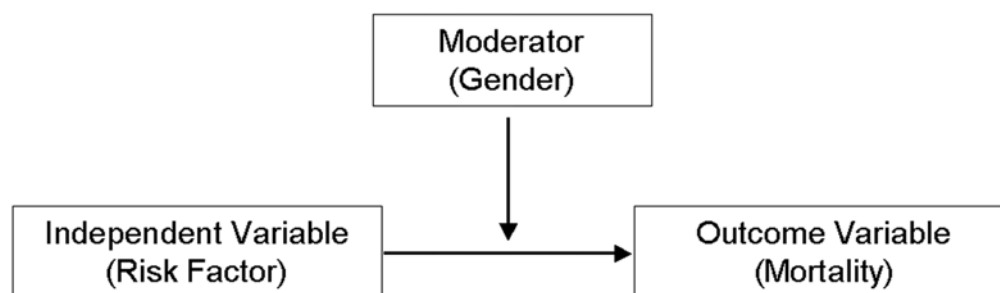 Moderator
(Gender)
Independent Variable
(Risk Factor)
Outcome Variable
(Mortality)